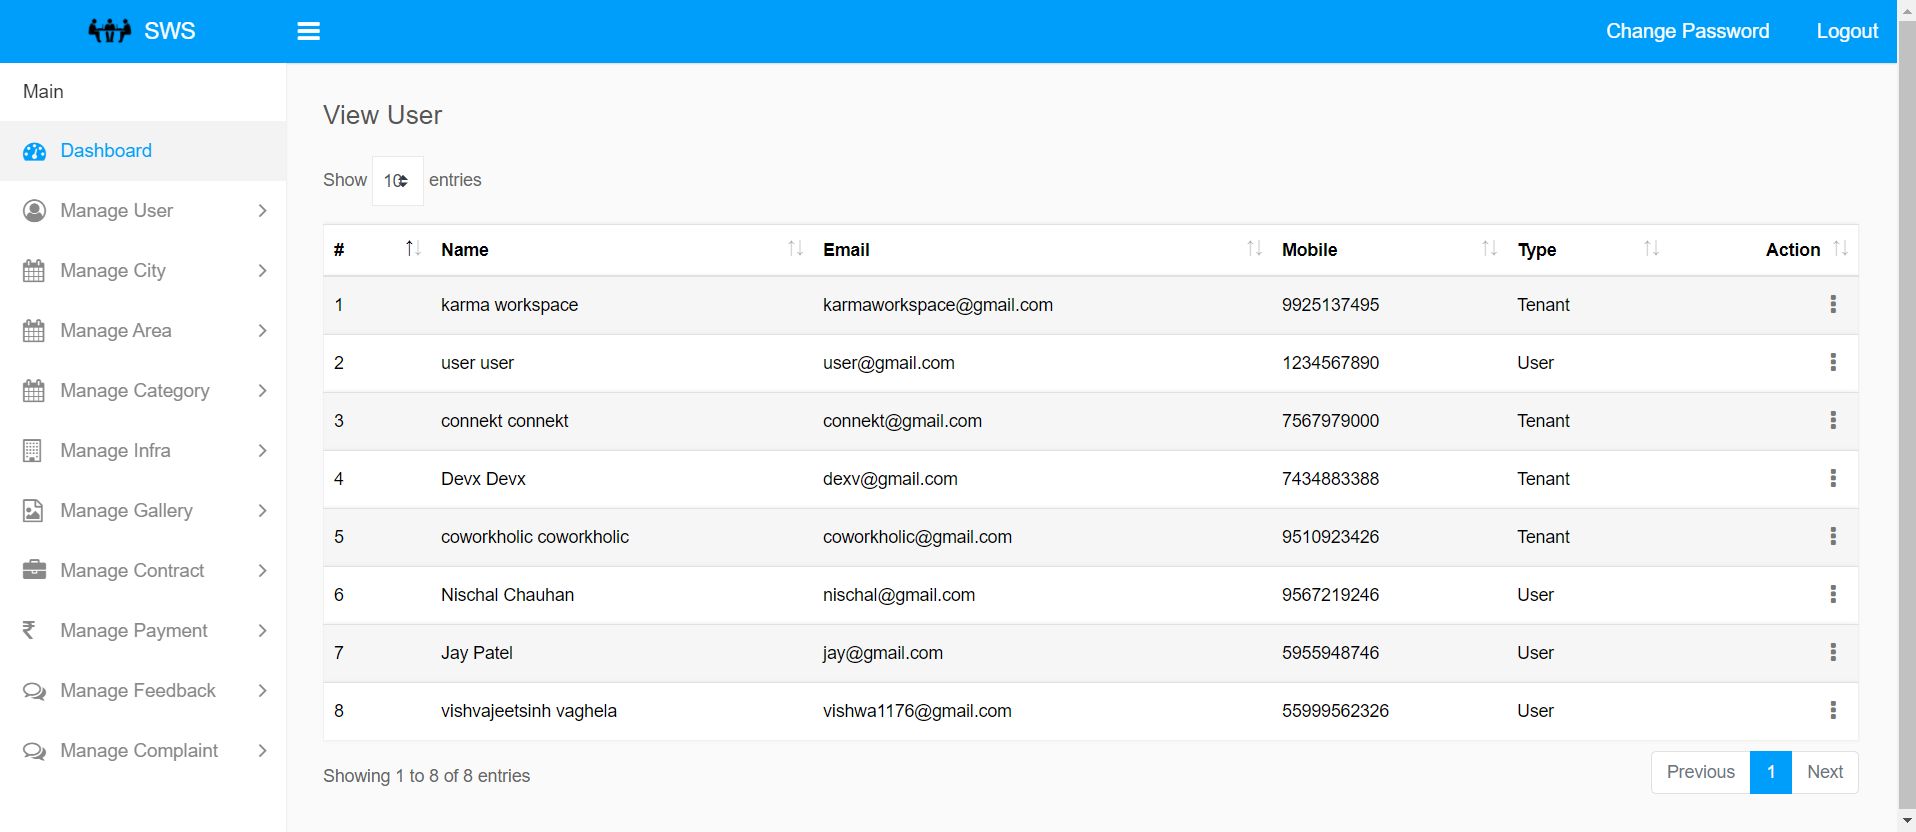 SWS
Change Password Logout
Main
Dashboard
Manage User
Manage City
Manage Area
Manage Category
Manage Infra
Manage Gallery
Manage Contract
Manage Payment
Manage Feedback
Manage Complaint
View User
Show 10 entries
# Name Email Mobile Type Action
1 karma workspace karmaworkspace@gmail.com 9925137495 Tenant
2 user user user@gmail.com 1234567890 User
3 connekt connekt connekt@gmail.com 7567979000 Tenant
4 Devx Devx dexv@gmail.com 7434883388 Tenant
5 coworkholic coworkholic coworkholic@gmail.com 9510923426 Tenant
6 Nischal Chauhan nischal@gmail.com 9567219246 User
7 Jay Patel jay@gmail.com 5955948746 User
8 vishvajeetsinh vaghela vishwa1176@gmail.com 55999562326 User
Showing 1 to 8 of 8 entries
Previous 1 Next